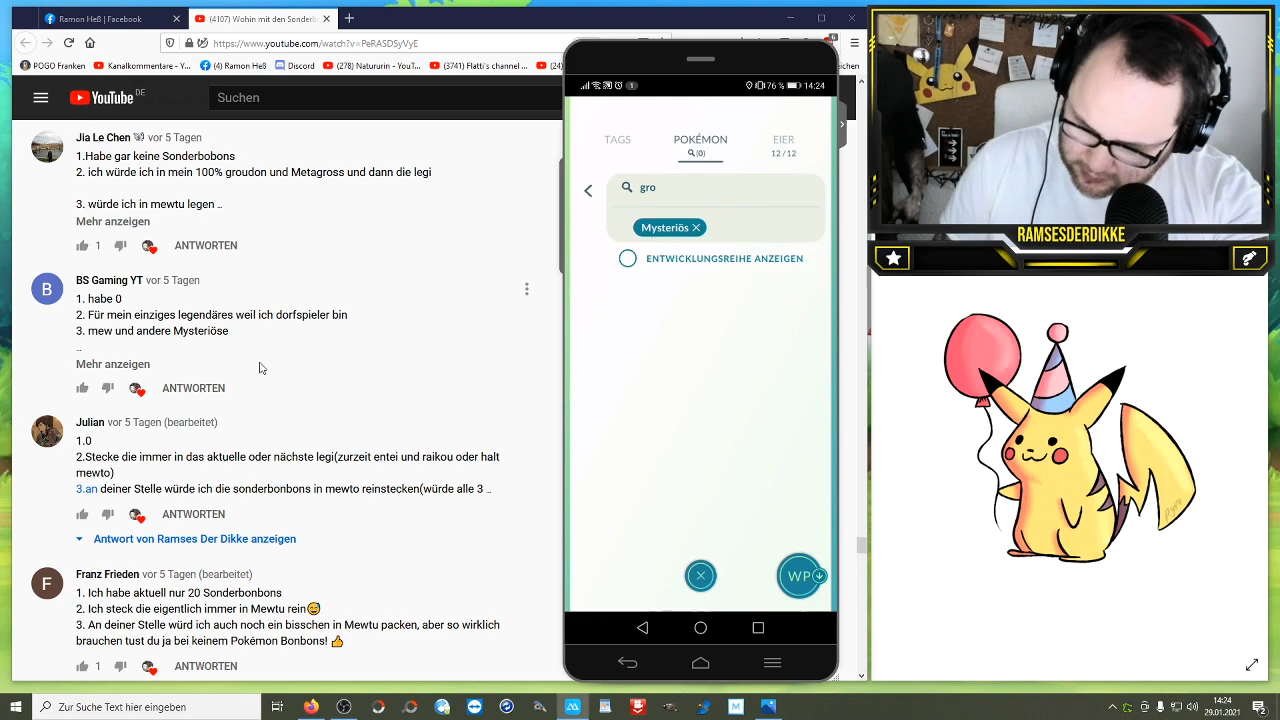 Ramon Heß | Facebook
(4107) Wohin mit den Sonderb
https://www.youtube.com/watch?v=PeRASDSyVyE
6
POGO Franken
Kanalkommentare - Y...
(4) Ramon Heß
Discord
(278) Naturruin - YouT...
(3741) Flatti's channel...
(24)
YouTube DE
Suchen
Jia Le Chen vor 5 Tagen
1.Habe gar keine Sonderbobons
2. ich würde ich in mein 100% groudon und Metagross und dann die legi
3. würde ich in mewtu legen ..
Mehr anzeigen
1 ANTWORTEN
B
BS Gaming YT vor 5 Tagen
1. habe 0
2. Für mein einziges legendäres weil ich dorfspieler bin
3. mew und andere Mysteriöse
..
Mehr anzeigen
ANTWORTEN
Julian vor 5 Tagen (bearbeitet)
1.0
2.Stecke die immer in das aktuelle oder nächste legi(zurzeit entei und raikou oder halt
mewto)
3.an deiner Stelle würde ich die sonderbonbons in mewto reinstecken(würde alle 3 ..
ANTWORTEN
Antwort von Ramses Der Dikke anzeigen
F
Franz Frieden vor 5 Tagen (bearbeitet)
1. Ich habe aktuell nur 20 Sonderbonbons
2. Ich steck die eigentlich immer in Mewtu rein😅
3. An deiner Stelle würd ich auch noch ein bisschen in Mewtu packen, aber so wirklich
brauchen tust du ja bei keinem Pokémon Bonbons! 👍
1 ANTWORTEN
1
76 % 14:24
TAGS
POKÉMON
(0)
EIER
12 / 12
gro
Mysteriös
ENTWICKLUNGSREIHE ANZEIGEN
WP
RAMSESDERDIKKE
pyro
Zur Suche Text hier eingeben
14:24
29.01.2021
2